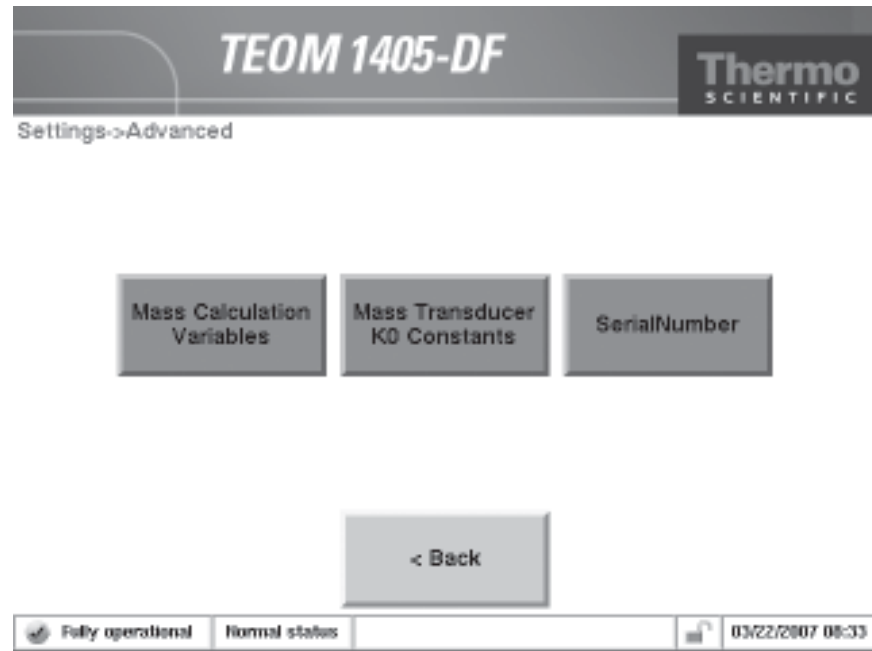 TEOM 1405-DF
Thermo
SCIENTIFIC
Settings->Advanced
Mass Calculation
Variables
Mass Transducer
K0 Constants
SerialNumber
< Back
Fully operational
Normal status
03/22/2007 08:33